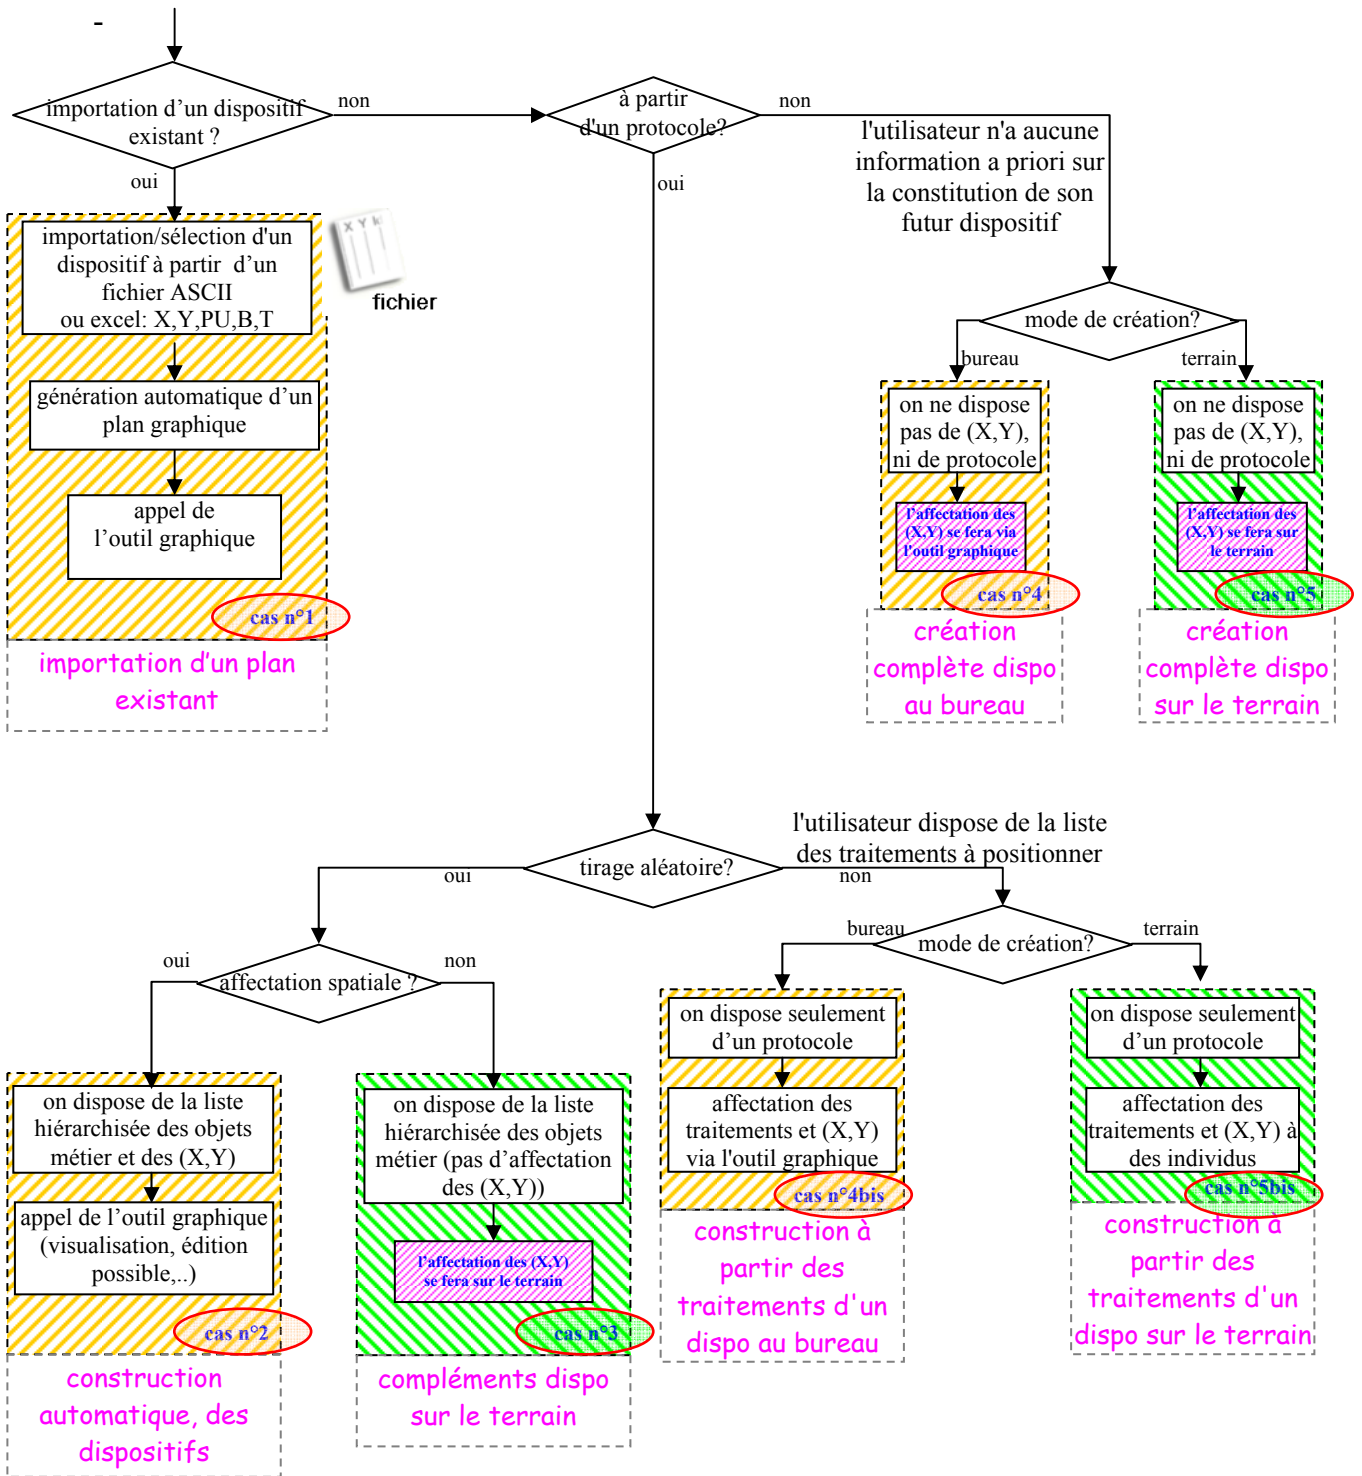 -
importation d’un dispositif
existant ?
non
oui
à partir
d'un protocole?
non
oui
l'utilisateur n'a aucune
information a priori sur
la constitution de son
futur dispositif
importation/sélection d'un
dispositif à partir d’un
fichier ASCII
ou excel: X,Y,PU,B,T
X Y
fichier
génération automatique d’un
plan graphique
appel de
l’outil graphique
cas n°1
importation d’un plan
existant
mode de création?
bureau
terrain
on ne dispose
pas de (X,Y),
ni de protocole
l'affectation des
(X,Y) se fera via
l'outil graphique
cas n°4
création
complète dispo
au bureau
on ne dispose
pas de (X,Y),
ni de protocole
l'affectation des
(X,Y) se fera sur
le terrain
cas n°5
création
complète dispo
sur le terrain
tirage aléatoire?
oui
l'utilisateur dispose de la liste
des traitements à positionner
non
affectation spatiale ?
oui
non
mode de création?
bureau
terrain
on dispose de la liste
hiérarchisée des objets
métier et des (X,Y)
appel de l’outil graphique
(visualisation, édition
possible,..)
cas n°2
construction
automatique, des
dispositifs
on dispose de la liste
hiérarchisée des objets
métier (pas d’affectation
des (X,Y))
l'affectation des (X,Y)
se fera sur le terrain
cas n°3
compléments dispo
sur le terrain
on dispose seulement
d’un protocole
affectation des
traitements et (X,Y)
via l'outil graphique
cas n°4bis
construction à
partir des
traitements d'un
dispo au bureau
on dispose seulement
d’un protocole
affectation des
traitements et (X,Y) à
des individus
cas n°5bis
construction à
partir des
traitements d'un
dispo sur le terrain